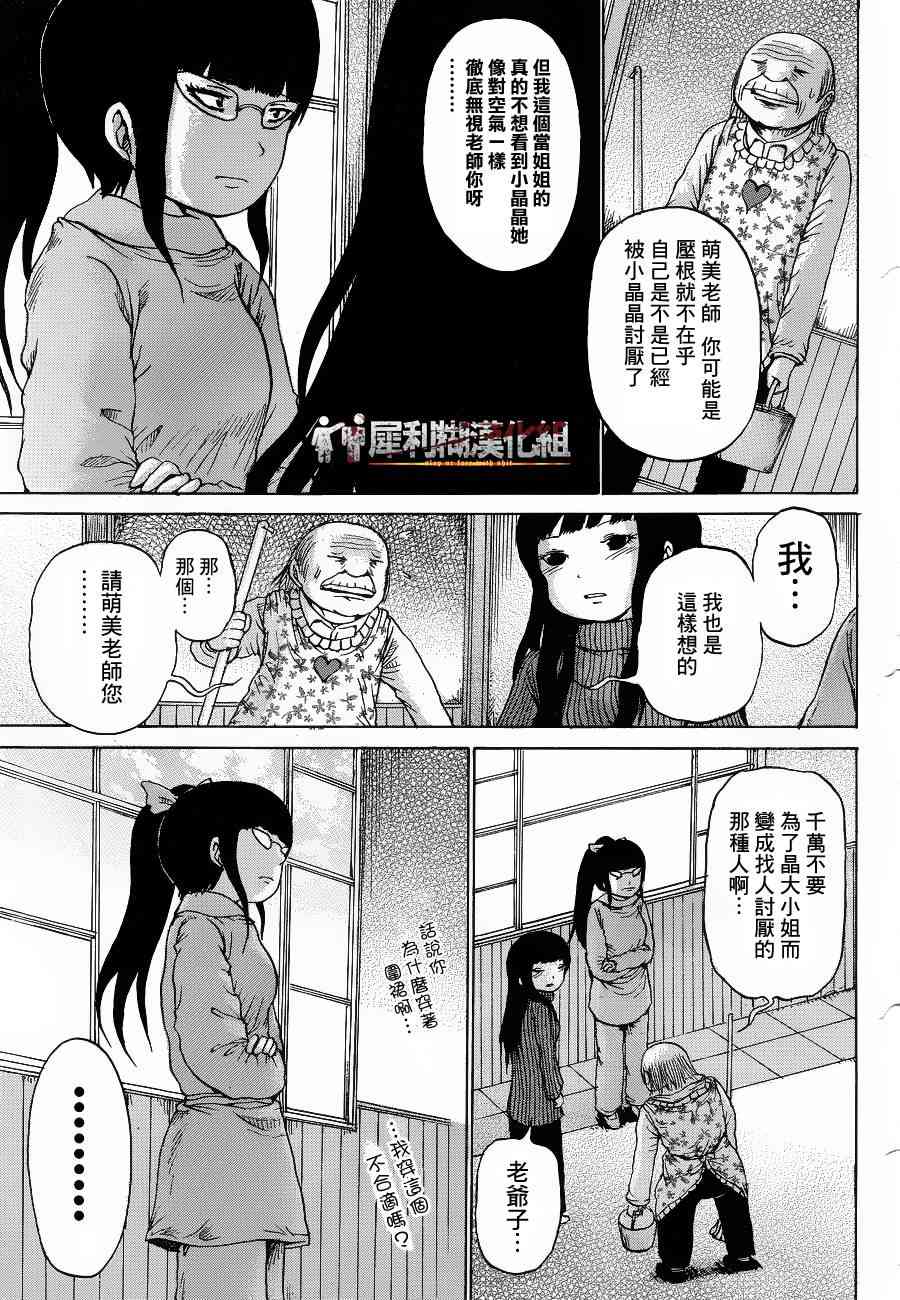 萌美老師 你可能是
壓根就不在乎
自己是不是已經
被小晶晶討厭了
但我這個當姐姐的
真的不想看到小晶晶她
像對空氣一樣
徹底無視老師你呀
………
犀利糊漢化組
我…
我也是
這樣想的
那…
那個…
請萌美老師您
………
千萬不要
為了晶大小姐而
變成找人討厭的
那種人啊…
老爺子…
話說你
為什麼穿著
圍裙啊…
…我穿這個
不合適嗎？
………